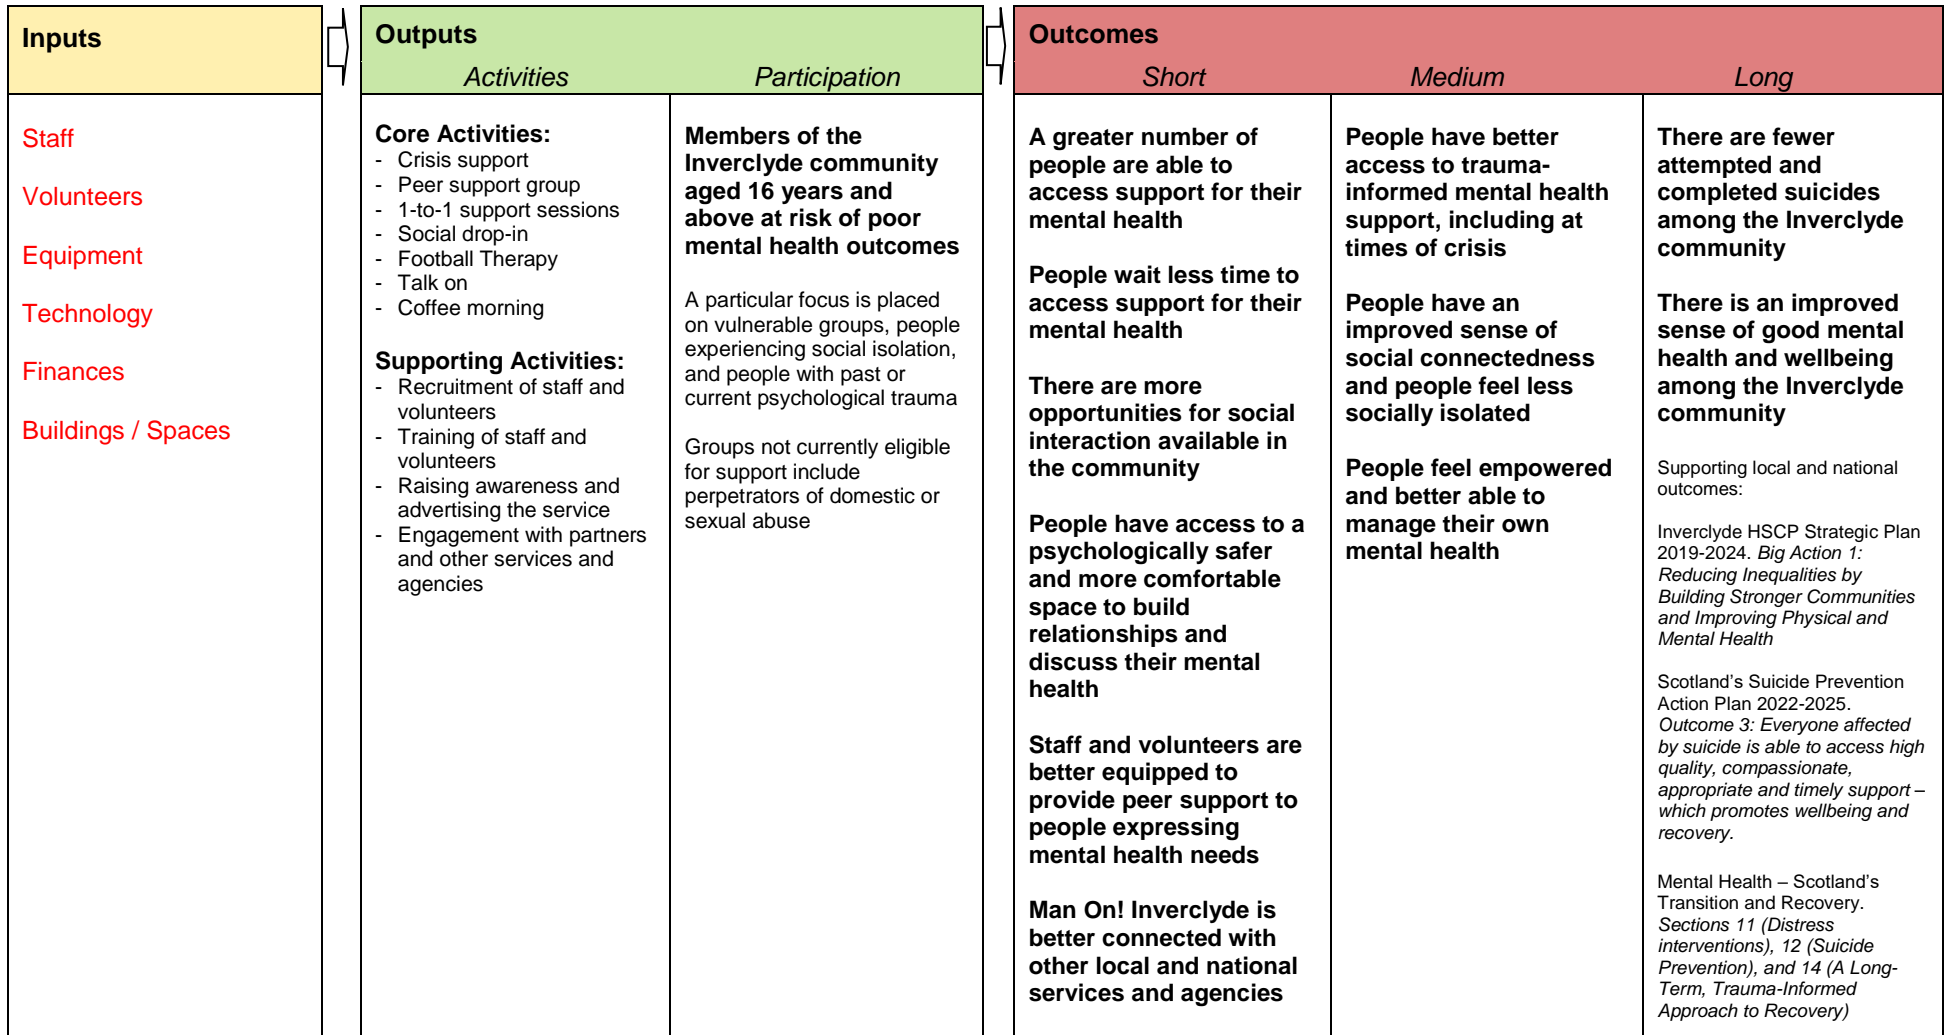 Inputs
Staff
Volunteers
Equipment
Technology
Finances
Buildings / Spaces
Outputs
Activities
Participation
Core Activities:
- Crisis support
- Peer support group
- 1-to-1 support sessions
- Social drop-in
- Football Therapy
- Talk on
- Coffee morning
Supporting Activities:
- Recruitment of staff and
volunteers
- Training of staff and
volunteers
- Raising awareness and
advertising the service
- Engagement with partners
and other services and
agencies
Members of the
Inverclyde community
aged 16 years and
above at risk of poor
mental health outcomes
A particular focus is placed
on vulnerable groups, people
experiencing social isolation,
and people with past or
current psychological trauma
Groups not currently eligible
for support include
perpetrators of domestic or
sexual abuse
Outcomes
Short
Medium
Long
A greater number of
people are able to
access support for their
mental health
People wait less time to
access support for their
mental health
There are more
opportunities for social
interaction available in
the community
People have access to a
psychologically safer
and more comfortable
space to build
relationships and
discuss their mental
health
Staff and volunteers are
better equipped to
provide peer support to
people expressing
mental health needs
Man On! Inverclyde is
better connected with
other local and national
services and agencies
People have better
access to trauma-
informed mental health
support, including at
times of crisis
People have an
improved sense of
social connectedness
and people feel less
socially isolated
People feel empowered
and better able to
manage their own
mental health
There are fewer
attempted and
completed suicides
among the Inverclyde
community
There is an improved
sense of good mental
health and wellbeing
among the Inverclyde
community
Supporting local and national
outcomes:
Inverclyde HSCP Strategic Plan
2019-2024. Big Action 1:
Reducing Inequalities by
Building Stronger Communities
and Improving Physical and
Mental Health
Scotland’s Suicide Prevention
Action Plan 2022-2025.
Outcome 3: Everyone affected
by suicide is able to access high
quality, compassionate,
appropriate and timely support –
which promotes wellbeing and
recovery.
Mental Health – Scotland’s
Transition and Recovery.
Sections 11 (Distress
interventions), 12 (Suicide
Prevention), and 14 (A Long-
Term, Trauma-Informed
Approach to Recovery)